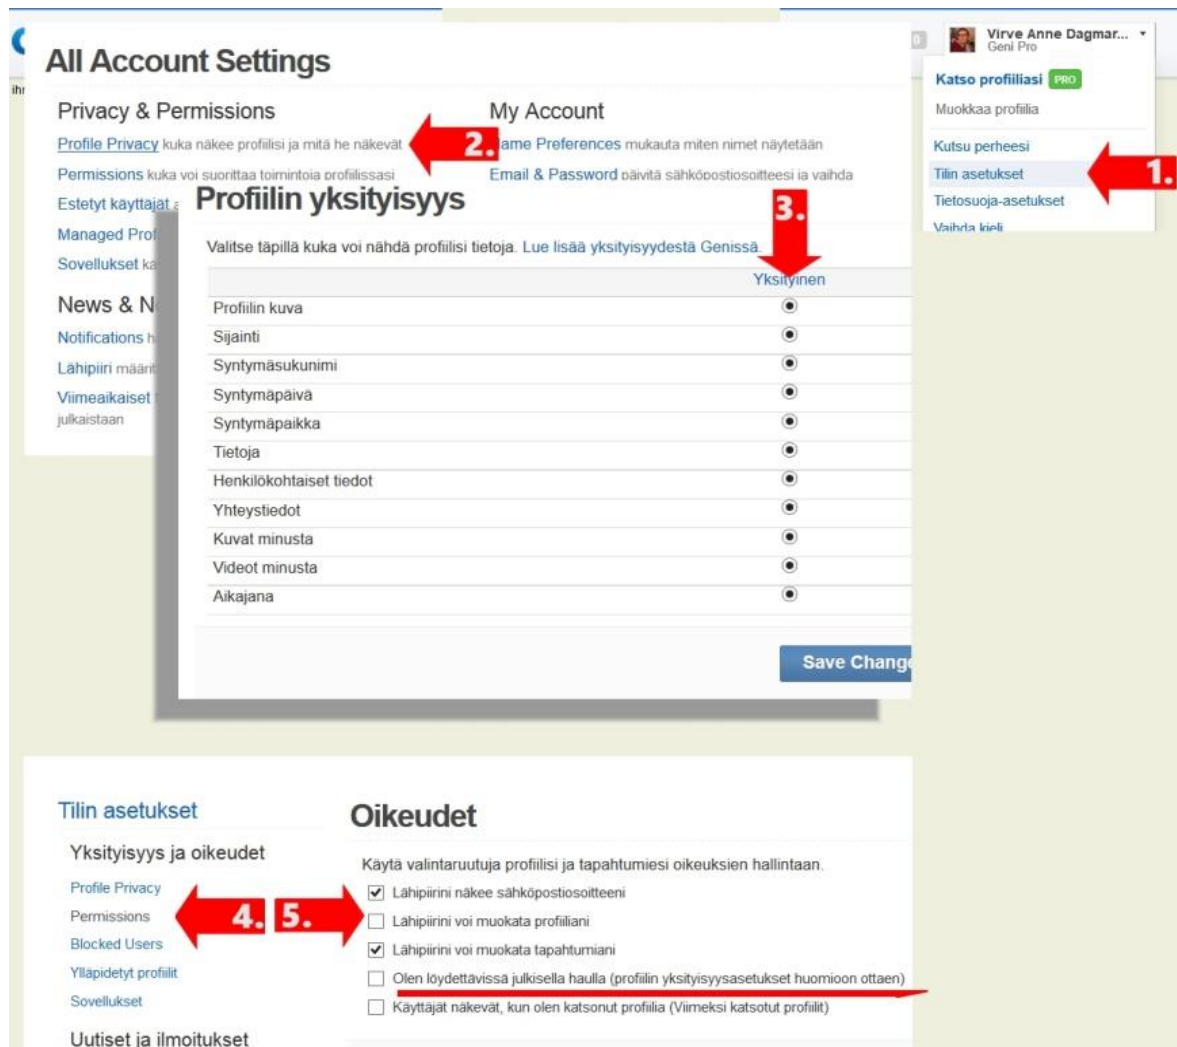 All Account Settings
Privacy & Permissions
Profile Privacy kuka näkee profiilisi ja mitä he näkevät
Permissions kuka voi suorittaa toimintoja profiilissasi
Estetyt käyttäjät
Managed
Sovellukset
News &
Notifications
Lähipiiri
Viimeaikaiset
julkaistaan
My Account
2.
Name Preferences mukauta miten nimet näytetään
Email & Password päivitä sähköpostiosoitteesi ja vaihda
0
Virve Anne Dagmar...
Geni Pro
Katso profiiliasi PRO
Muokkaa profiilia
Kutsu perheesi
Tilin asetukset
1.
Tietosuoja-asetukset
Vaihda kieli
Profiilin yksityisyys
3.
Valitse täpillä kuka voi nähdä profiilisi tietoja. Lue lisää yksityisyydestä Genissä.
Yksityinen
Profiilin kuva
Sijainti
Syntymäsukunimi
Syntymäpäivä
Syntymäpaikka
Tietoja
Henkilökohtaiset tiedot
Yhteystiedot
Kuvat minusta
Videot minusta
Aikajana
Save Change
Tilin asetukset
Yksityisyys ja oikeudet
Profile Privacy
Permissions
4. 5.
Blocked Users
Ylläpidetyt profiilit
Sovellukset
Uutiset ja ilmoitukset
Oikeudet
Käytä valintaruutuja profiilisi ja tapahtumiesi oikeuksien hallintaan.
Lähipiirini näkee sähköpostiosoitteeni
Lähipiirini voi muokata profiiliani
Lähipiirini voi muokata tapahtumiani
Olen löydettävissä julkisella haulla (profiilin yksityisyysasetukset huomioon ottaen)
Käyttäjät näkevät, kun olen katsonut profiilia (Viimeksi katsotut profiilit)